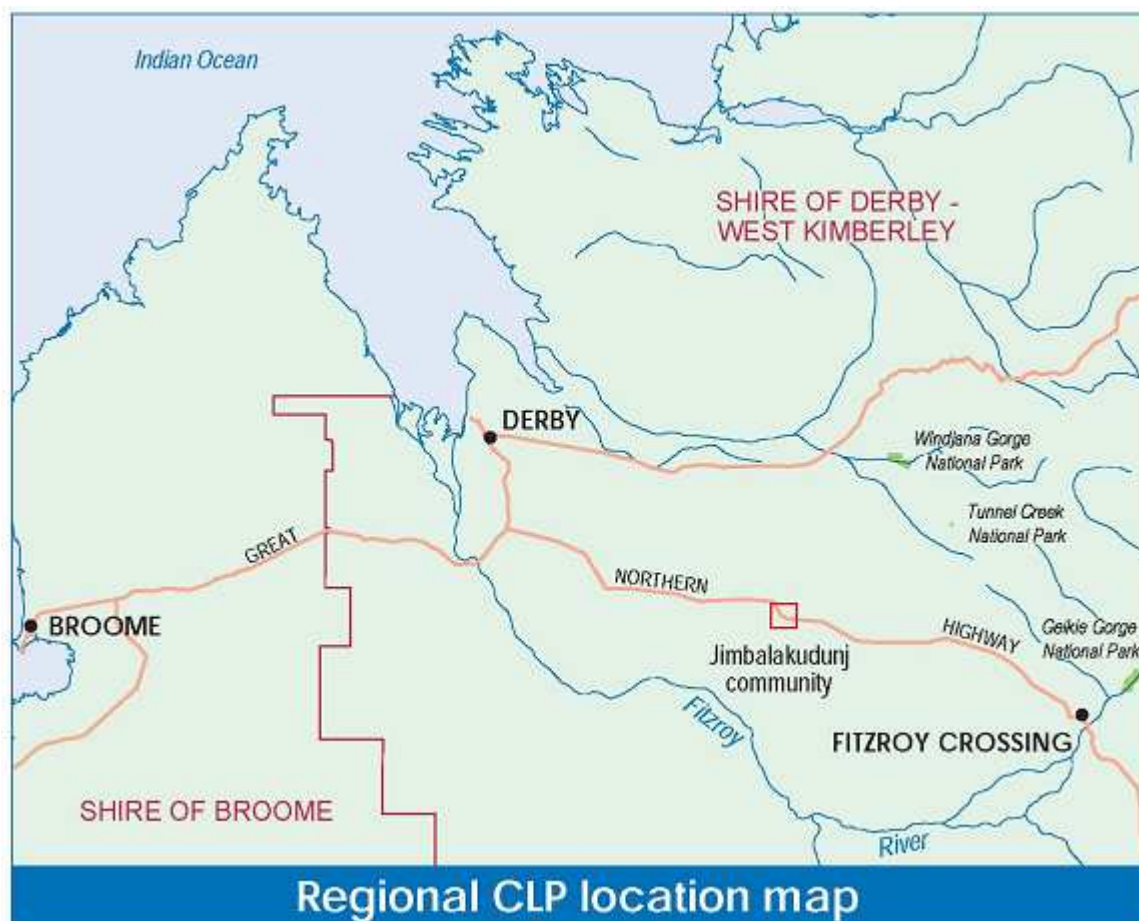 Indian Ocean
SHIRE OF DERBY -
WEST KIMBERLEY
DERBY
Windjana Gorge
National Park
Tunnel Creek
National Park
GREAT
NORTHERN
HIGHWAY
BROOME
Geikie Gorge
National Park
Jimbalakudunj
community
Fitzroy
FITZROY CROSSING
SHIRE OF BROOME
River
Regional CLP location map